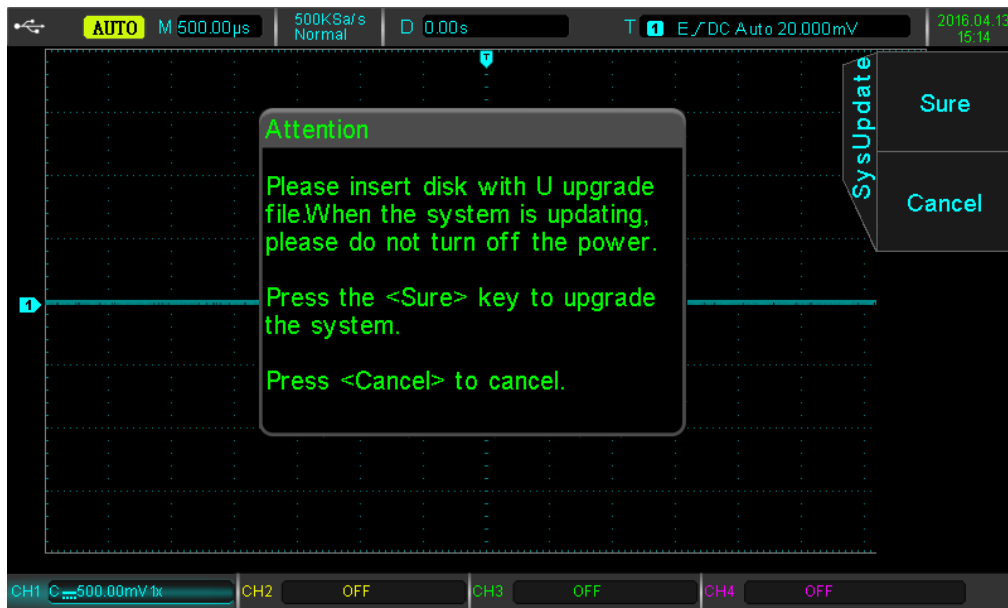 AUTO M 500.00µs 500KSa/s D 0.00s T 1 E DC Auto 20.000mV 2016.04.13
Normal 15:14
T
SysUpdate
Sure
Cancel
Attention
Please insert disk with U upgrade
file.When the system is updating,
please do not turn off the power.
Press the <Sure> key to upgrade
the system.
Press <Cancel> to cancel.
1
CH1 C 500.00mV 1x CH2 OFF CH3 OFF CH4 OFF